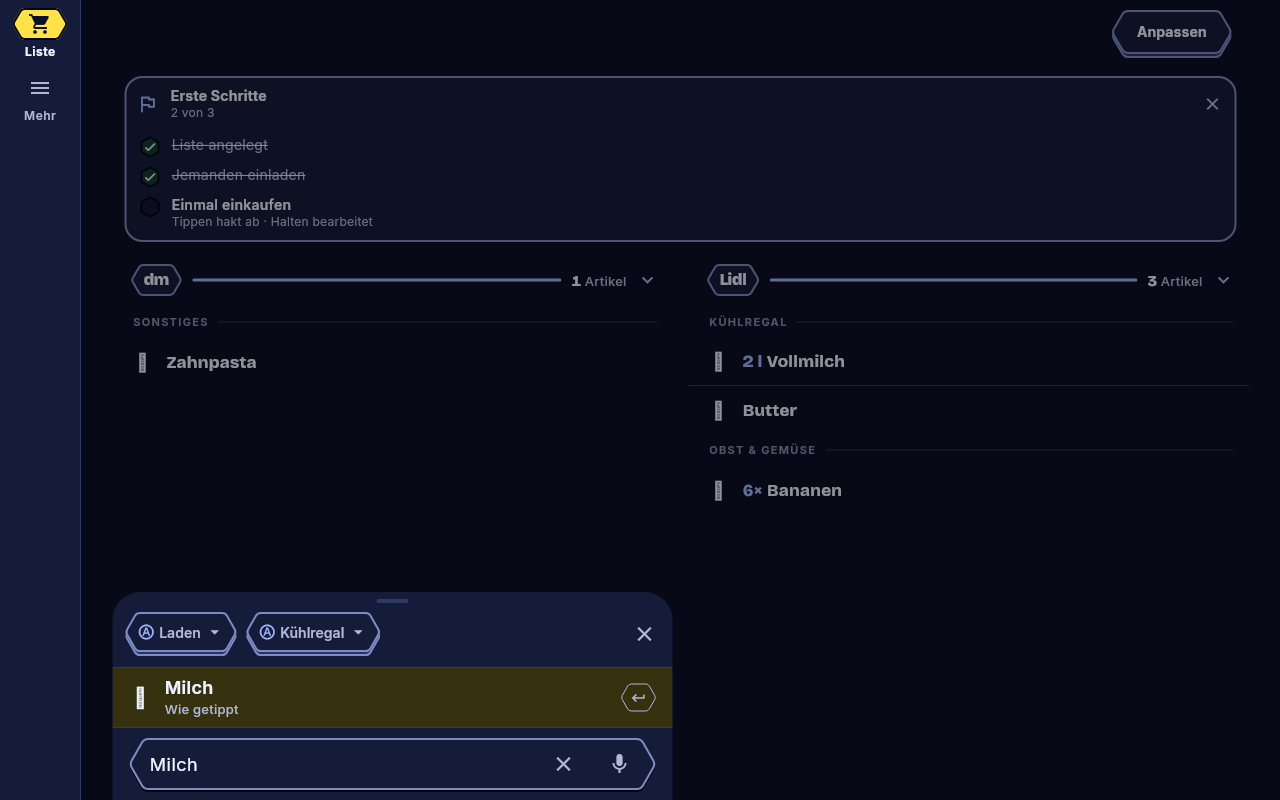 Liste
Mehr
Anpassen
Erste Schritte
2 von 3
Liste angelegt
Jemanden einladen
Einmal einkaufen
Tippen hakt ab · Halten bearbeitet
dm
1 Artikel
SONSTIGES
Zahnpasta
Lidl
3 Artikel
KÜHLREGAL
2 l Vollmilch
Butter
OBST & GEMÜSE
6× Bananen
A Laden
A Kühlregal
Milch
Wie getippt
Milch